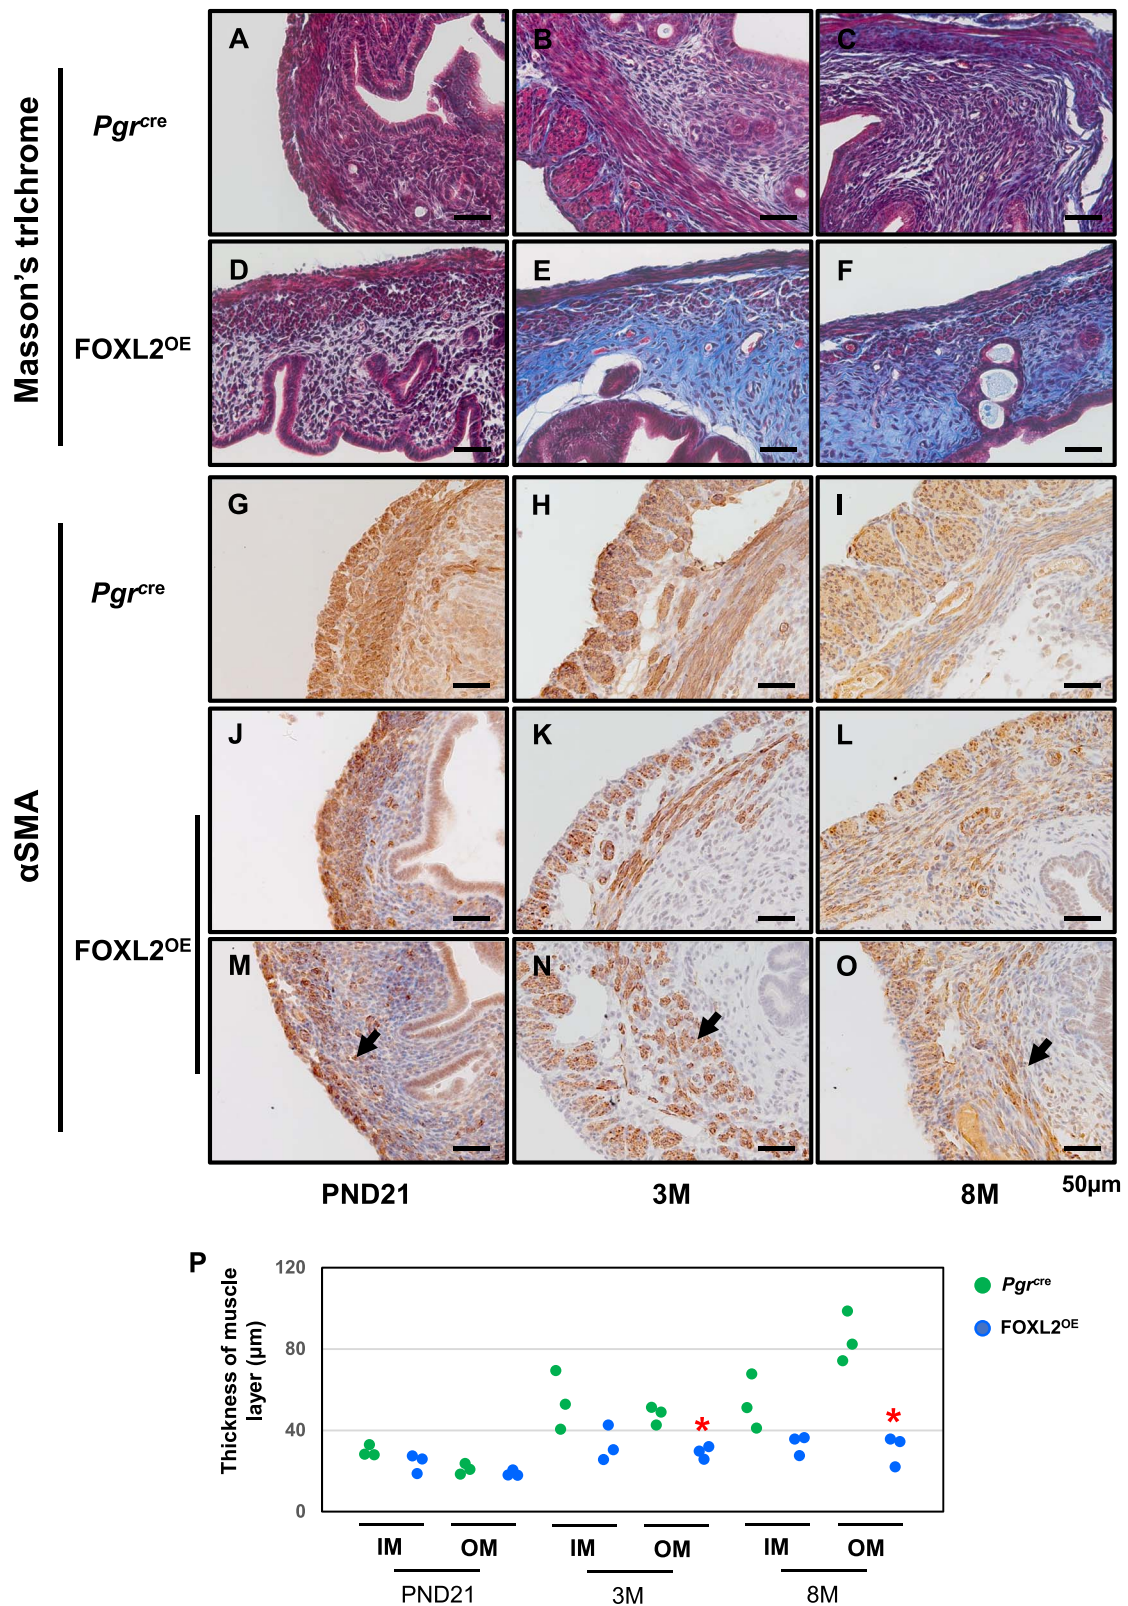 Masson's trichrome
Pgrcre
FOXL2OE
A
B
C
D
E
F
αSMA
Pgrcre
FOXL2OE
G
H
I
J
K
L
M
N
O
PND21
3M
8M
50μm
P
Thickness of muscle
layer (μm)
120
80
40
0
*
*
Pgrcre
FOXL2OE
IM
OM
IM
OM
IM
OM
PND21
3M
8M